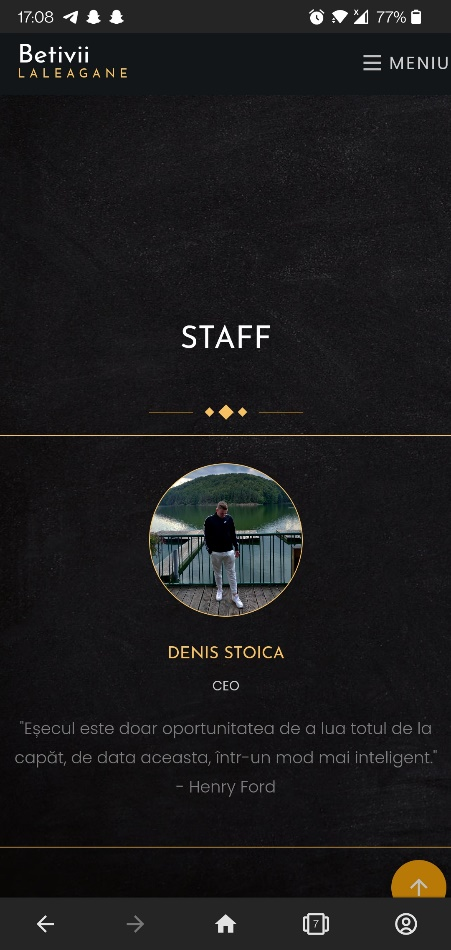 17:08 77%
Betivii
LALEAGANE
MENIU
STAFF
DENIS STOICA
CEO
"Eșecul este doar oportunitatea de a lua totul de la
capăt, de data aceasta, într-un mod mai inteligent."
- Henry Ford
7